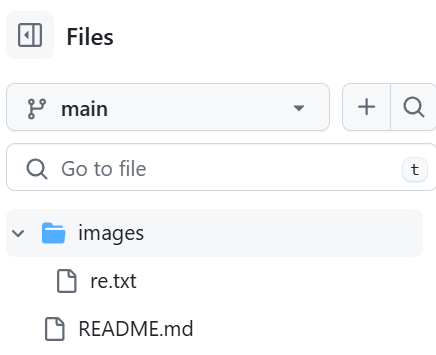 Files
main
Go to file
t
images
re.txt
README.md